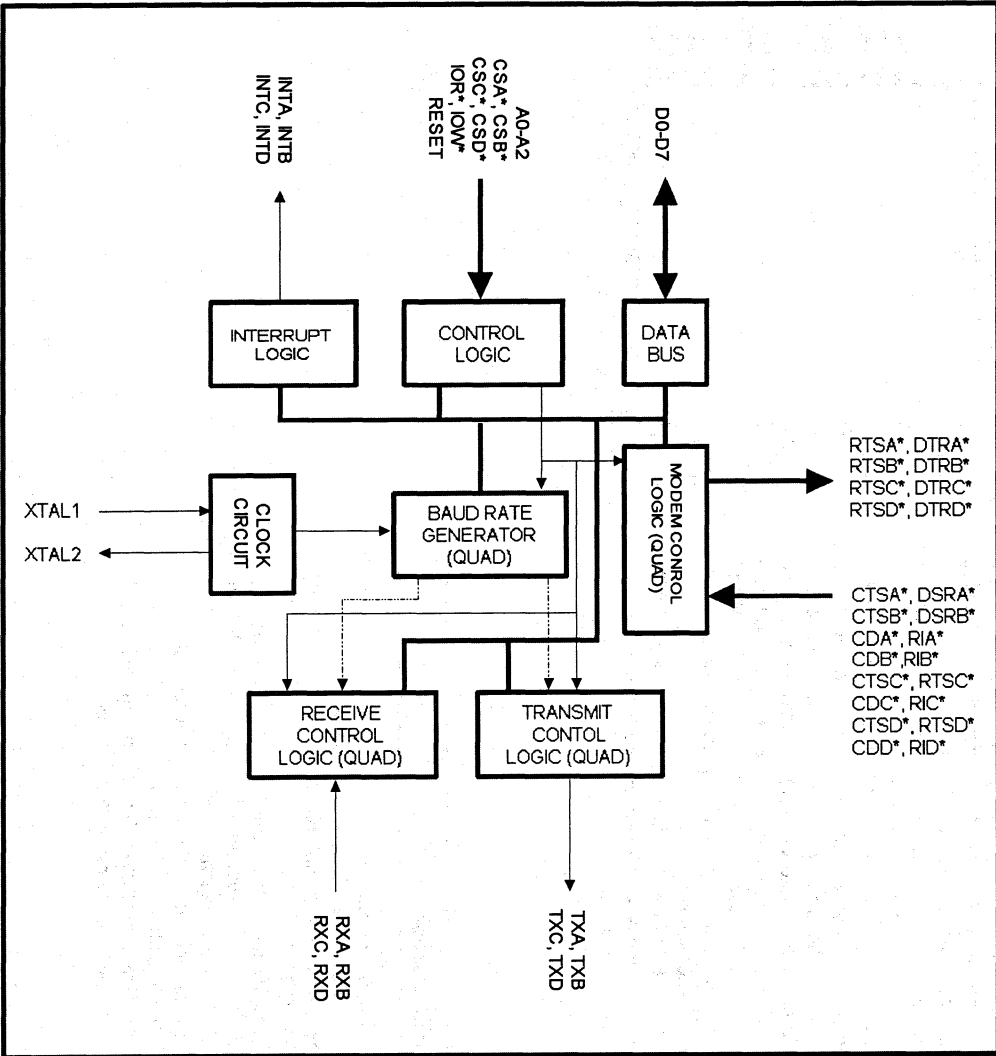 INTA, INTB
INTC, INTD
A0-A2
CSA*, CSB*
CSC*, CSD*
IOR*, IOW*
RESET
D0-D7
INTERRUPT
LOGIC
CONTROL
LOGIC
DATA
BUS
XTAL1
XTAL2
CLOCK
CIRCUIT
BAUD RATE
GENERATOR
(QUAD)
MODEM CONROL
LOGIC (QUAD)
RTSA*, DTRA*
RTSB*, DTRB*
RTSC*, DTRC*
RTSD*, DTRD*
CTSA*, DSRA*
CTSB*, DSRB*
CDA*, RIA*
CDB*, RIB*
CTSC*, RTSC*
CDC*, RIC*
CTSD*, RTSD*
CDD*, RID*
RECEIVE
CONTROL
LOGIC (QUAD)
TRANSMIT
CONTOL
LOGIC (QUAD)
RXA, RXB
RXC, RXD
TXA, TXB
TXC, TXD